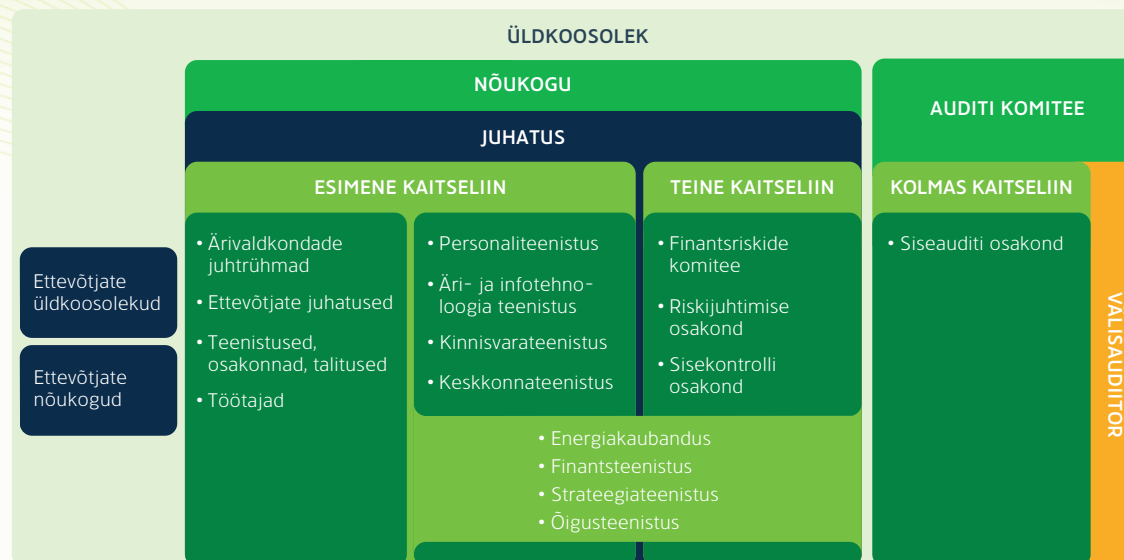 ÜLDKOOSOLEK
NÕUKOGU
AUDITI KOMITEE
JUHATUS
ESIMENE KAITSELIIN
TEINE KAITSELIIN
KOLMAS KAITSELIIN
Ettevõtjate
üldkoosolekud
Ettevõtjate
nõukogud
• Ärivaldkondade
juhtrühmad
• Ettevõtjate juhatused
• Teenistused,
osakonnad, talitused
• Töötajad
• Personaliteenistus
• Äri- ja infotehno-
loogia teenistus
• Kinnisvarateenistus
• Keskkonnateenistus
• Finantsriskide
komitee
• Riskijuhtimise
osakond
• Sisekontrolli
osakond
• Energiakaubandus
• Finantsteenistus
• Strateegiateenistus
• Õigusteenistus
• Siseauditi osakond
VÄLISAUDIITOR